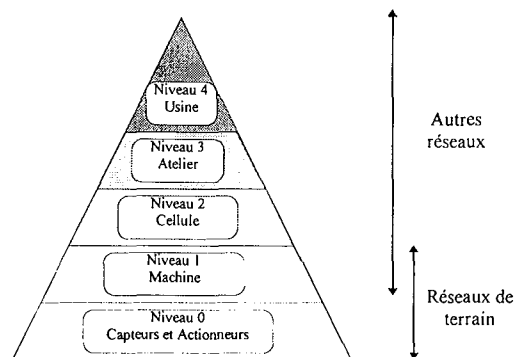 Niveau 4
Usine
Niveau 3
Atelier
Niveau 2
Cellule
Niveau 1
Machine
Niveau 0
Capteurs et Actionneurs
Autres
réseaux
Réseaux de
terrain